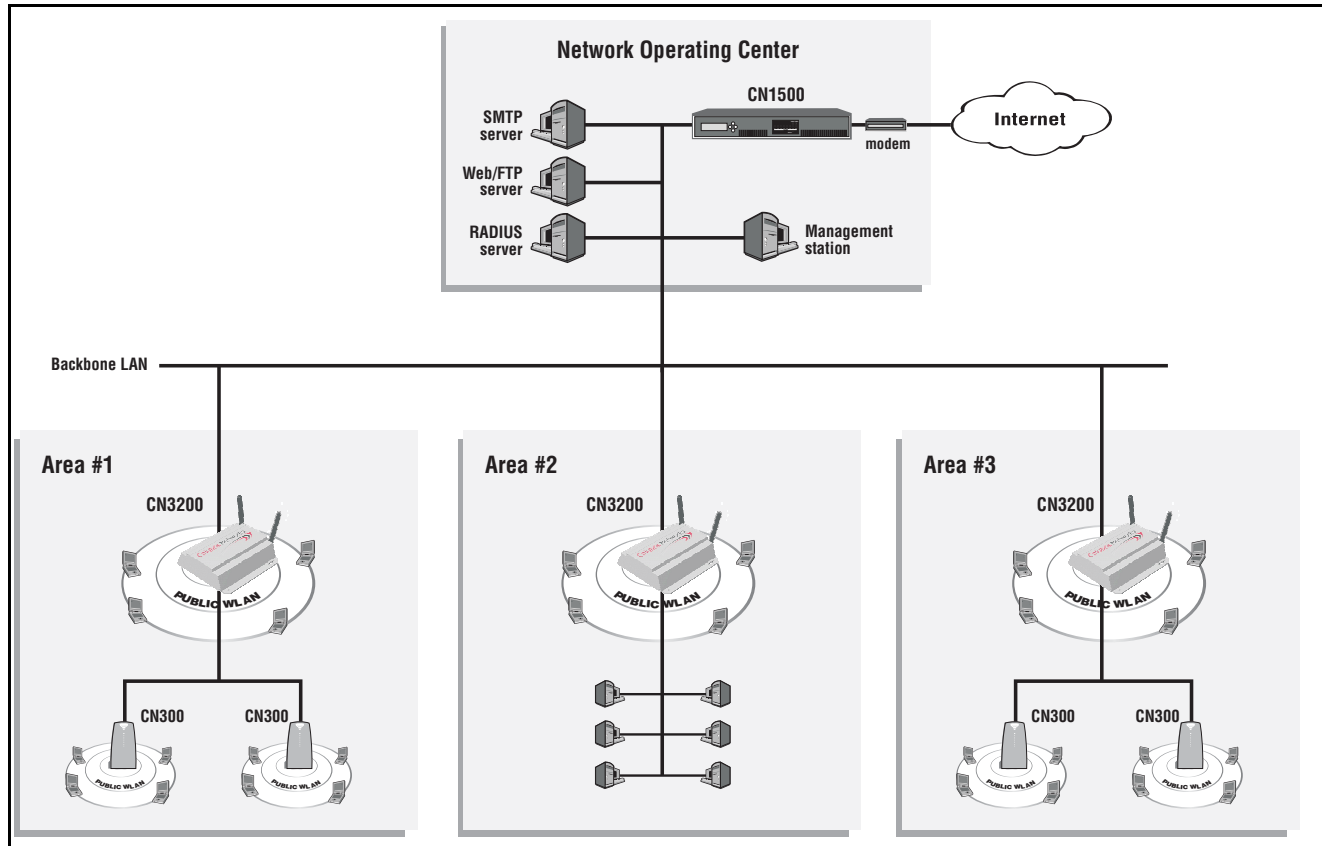 Network Operating Center
CN1500
SMTP
server
Internet
modem
Web/FTP
server
RADIUS
server
Management
station
Backbone LAN
Area #1
CN3200
PUBLIC WLAN
CN300
CN300
PUBLIC WLAN
PUBLIC WLAN
Area #2
CN3200
PUBLIC WLAN
Area #3
CN3200
PUBLIC WLAN
CN300
CN300
PUBLIC WLAN
PUBLIC WLAN